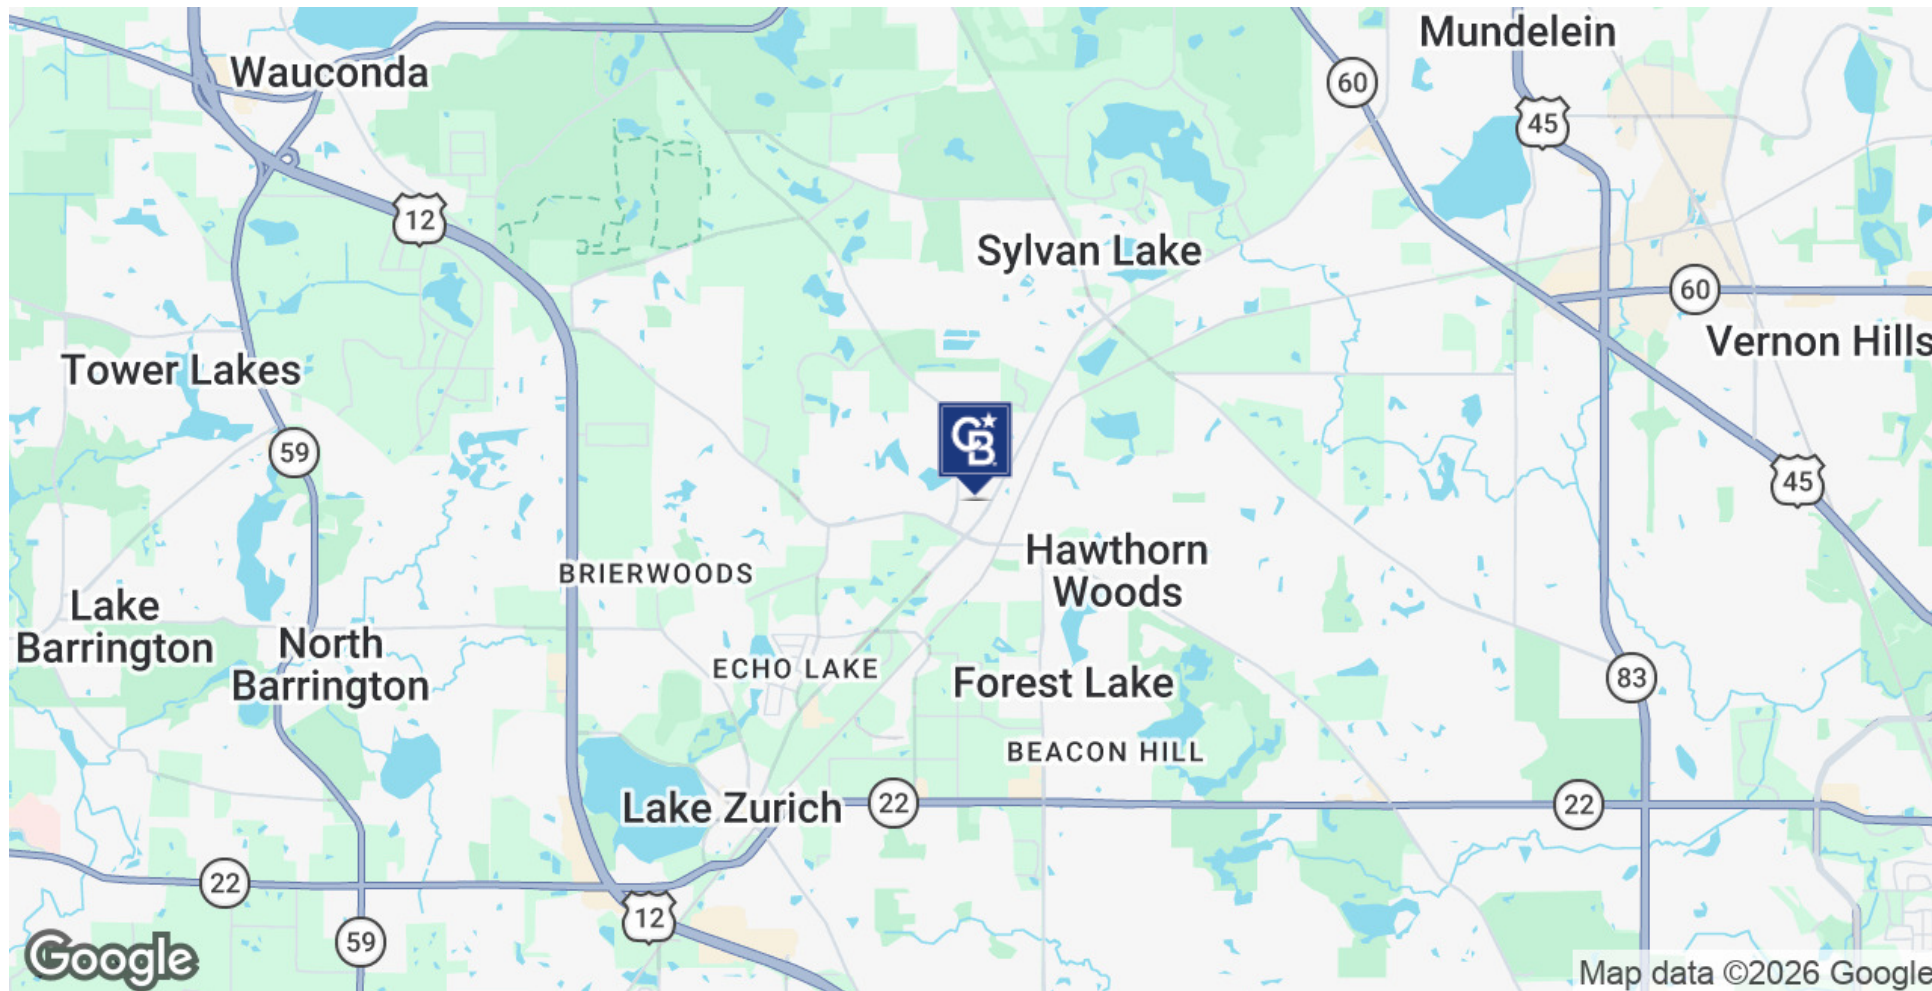 Mundelein
Wauconda
60
45
12
Sylvan Lake
60
Vernon Hills
Tower Lakes
CB
59
45
Hawthorn
Woods
BRIERWOODS
Lake
Barrington
North
Barrington
ECHO LAKE
Forest Lake
83
BEACON HILL
Lake Zurich
22
22
22
12
59
Google
Map data ©2026 Google